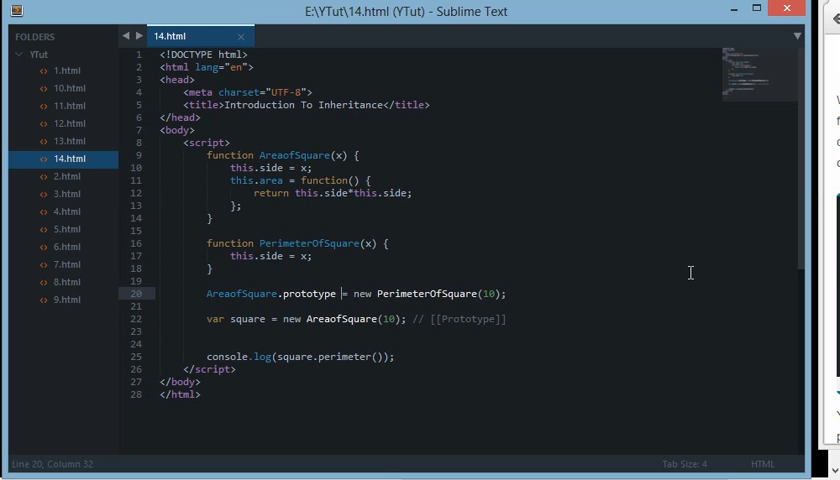 E:\YTut\14.html (YTut) - Sublime Text
FOLDERS
YTut
1.html
10.html
11.html
12.html
13.html
14.html
2.html
3.html
4.html
5.html
6.html
7.html
8.html
9.html
14.html
1 <!DOCTYPE html>
2 <html lang="en">
3 <head>
4 <meta charset="UTF-8">
5 <title>Introduction To Inheritance</title>
6 </head>
7 <body>
8 <script>
9 function AreaofSquare(x) {
10 this.side = x;
11 this.area = function() {
12 return this.side*this.side;
13 };
14 }
15
16 function PerimeterOfSquare(x) {
17 this.side = x;
18 }
19
20 AreaofSquare.prototype = new PerimeterOfSquare(10);
21
22 var square = new AreaofSquare(10); // [[Prototype]]
23
24
25 console.log(square.perimeter());
26 </script>
27 </body>
28 </html>
Line 20, Column 32
Tab Size: 4
HTML